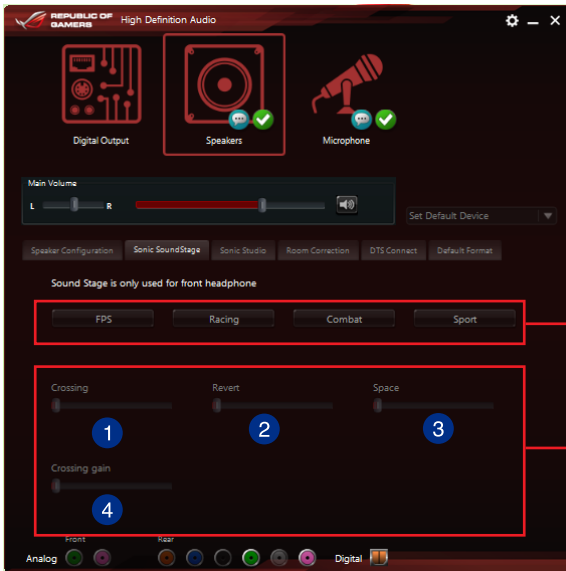 REPUBLIC OF
GAMERS
High Definition Audio
Digital Output
Speakers
Microphone
Main Volume
L
R
Set Default Device
Speaker Configuration
Sonic SoundStage
Sonic Studio
Room Correction
DTS Connect
Default Format
Sound Stage is only used for front headphone
FPS
Racing
Combat
Sport
Crossing
Revert
Space
1
2
3
Crossing gain
4
Front
Rear
Analog
Digital